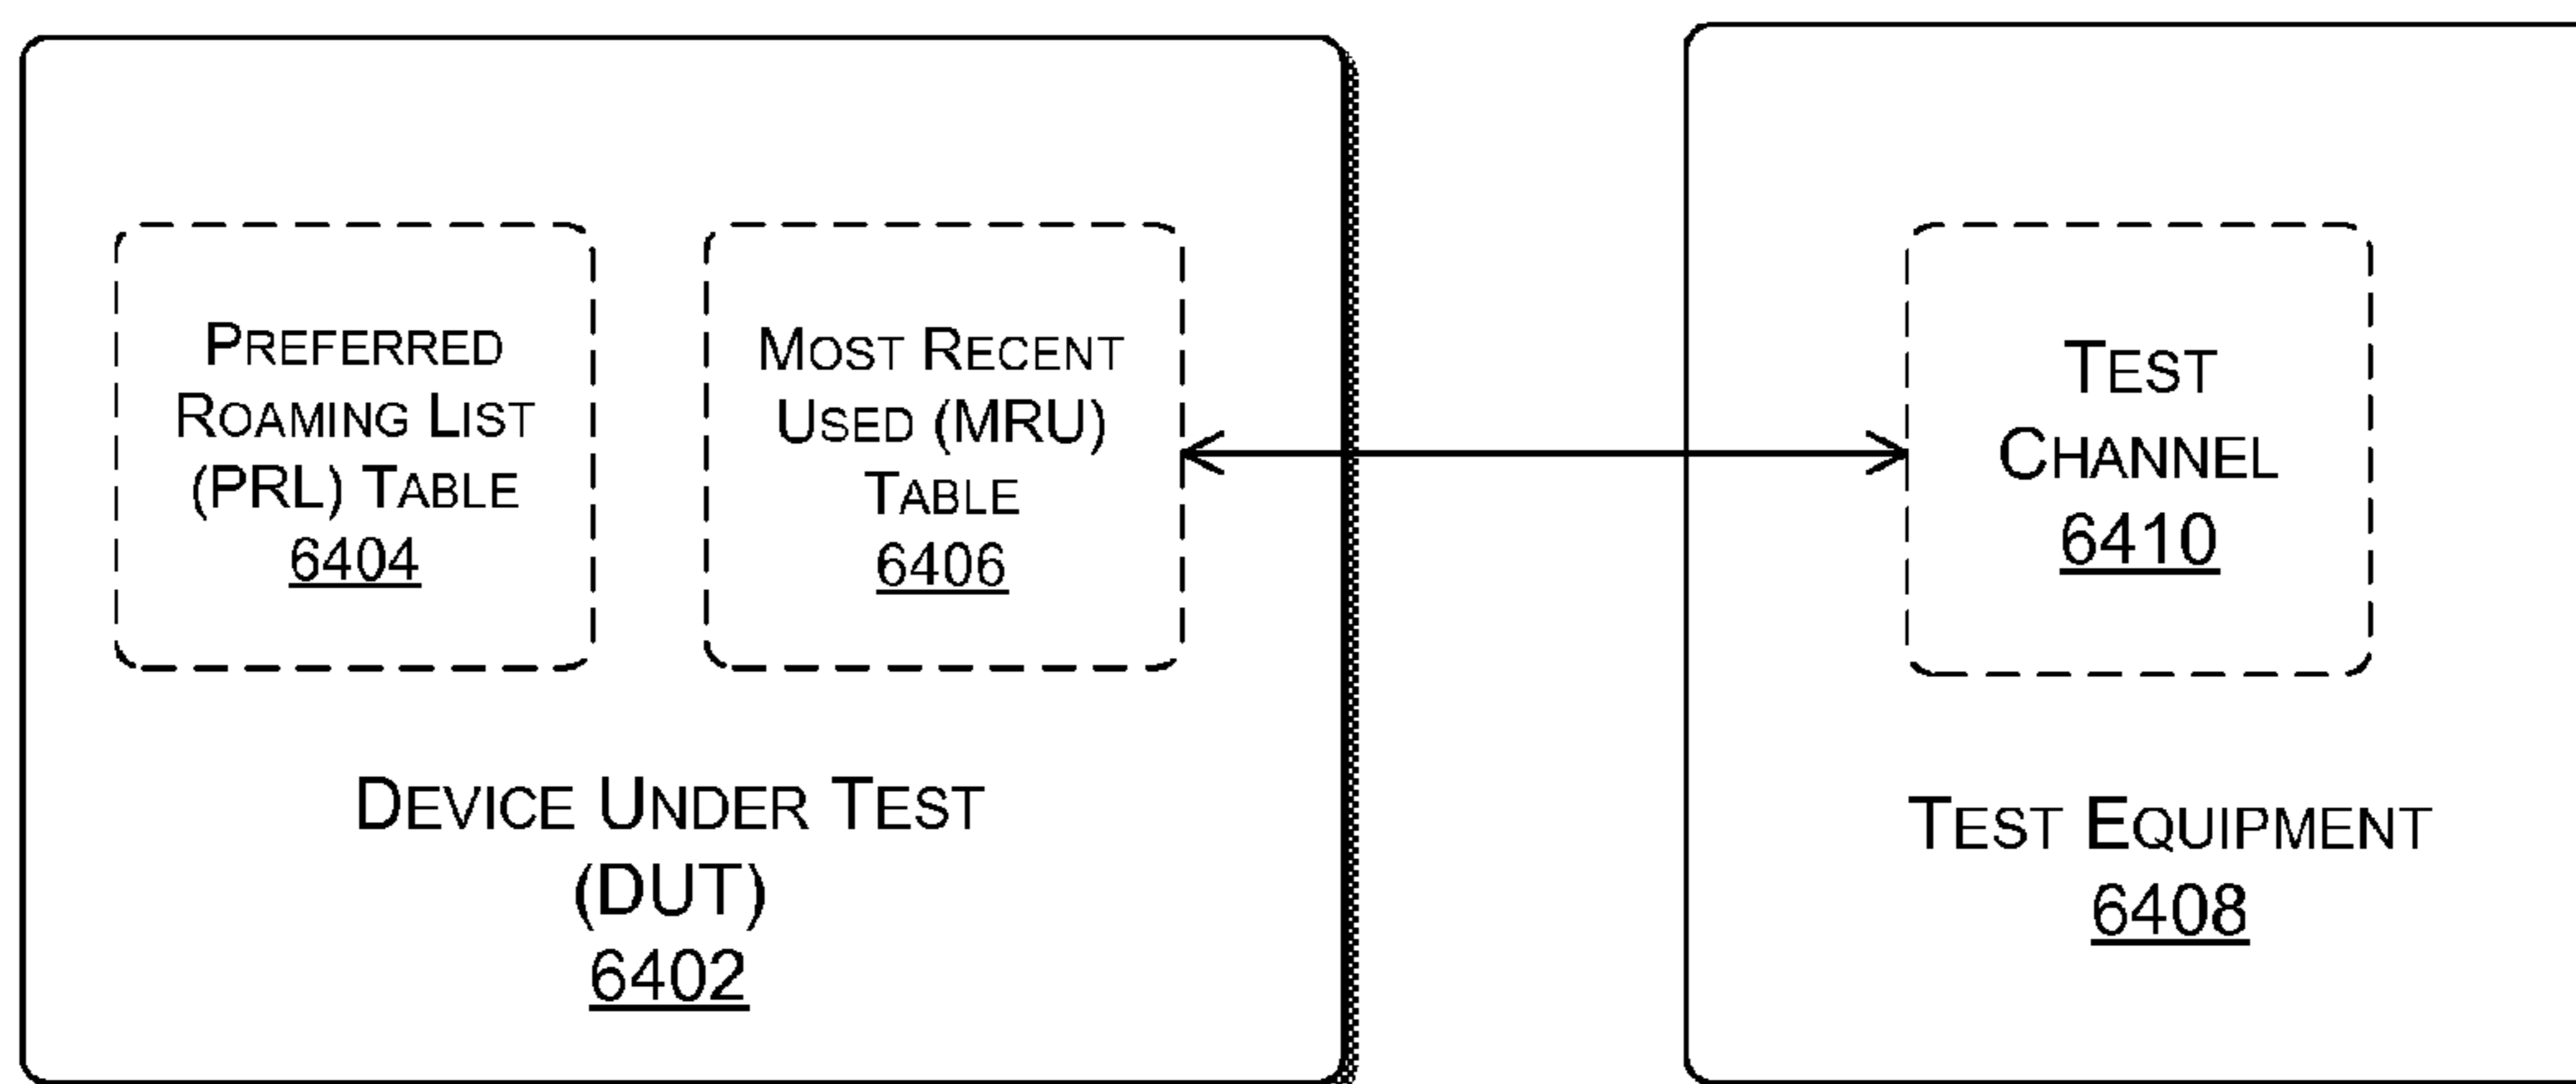 PREFERRED
ROAMING LIST
(PRL) TABLE
6404
MOST RECENT
USED (MRU)
TABLE
6406
TEST
CHANNEL
6410
DEVICE UNDER TEST
(DUT)
6402
TEST EQUIPMENT
6408